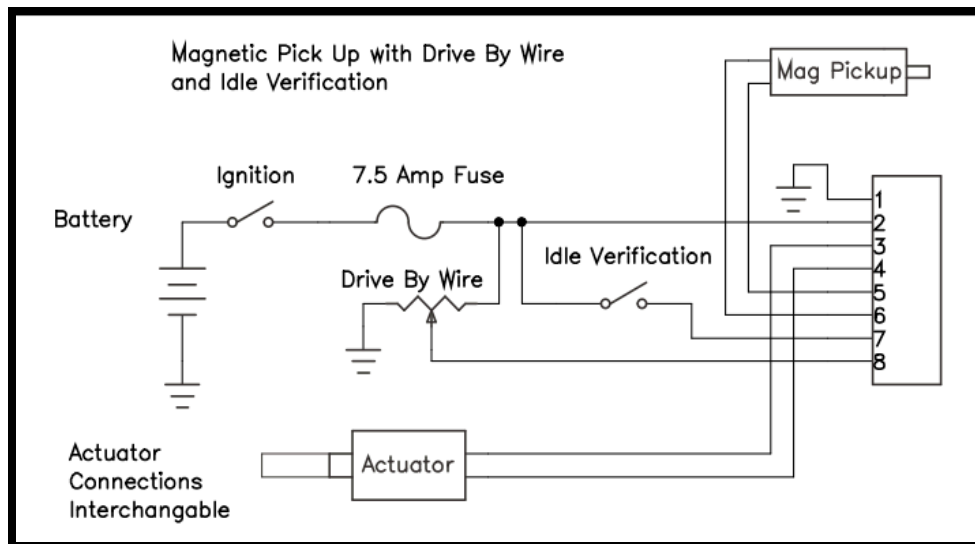 Magnetic Pick Up with Drive By Wire
and Idle Verification
Mag Pickup
Ignition
7.5 Amp Fuse
Battery
Idle Verification
Drive By Wire
1
2
3
4
5
6
7
8
Actuator
Connections
Interchangable
Actuator